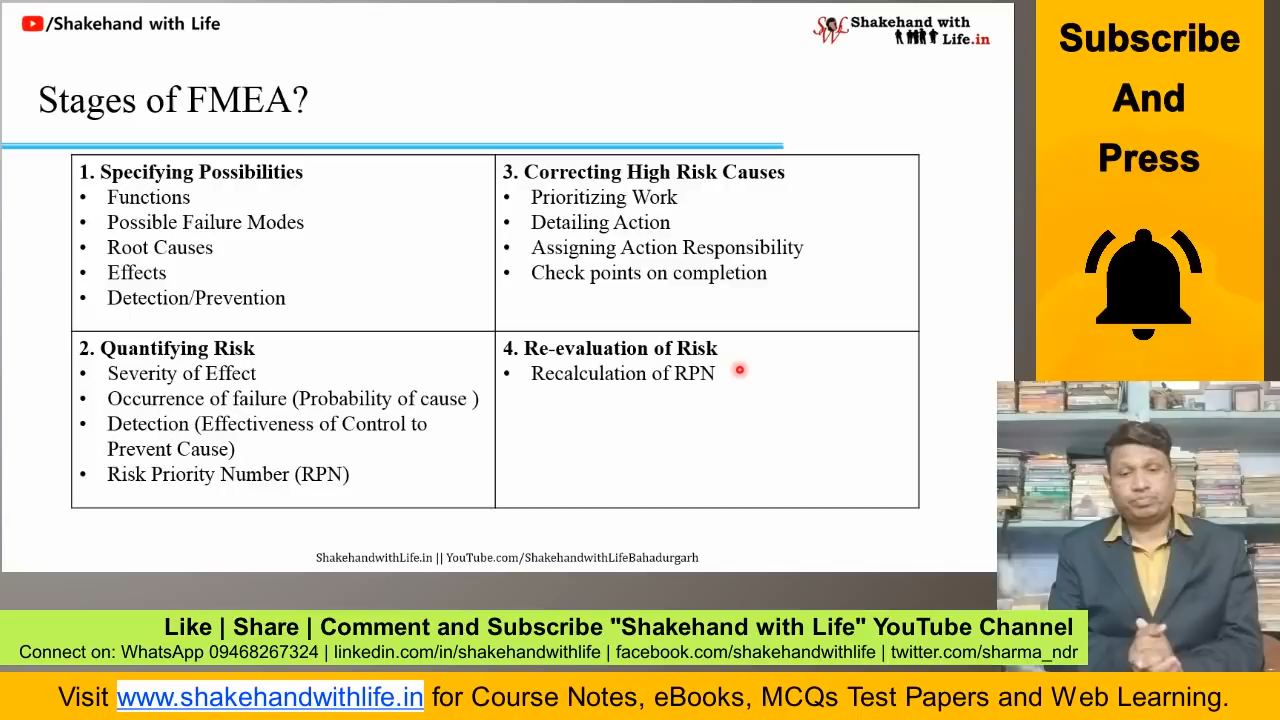 /Shakehand with Life
Shakehand with
Life.in
Stages of FMEA?
1. Specifying Possibilities
• Functions
• Possible Failure Modes
• Root Causes
• Effects
• Detection/Prevention
2. Quantifying Risk
• Severity of Effect
• Occurrence of failure (Probability of cause )
• Detection (Effectiveness of Control to
Prevent Cause)
• Risk Priority Number (RPN)
3. Correcting High Risk Causes
• Prioritizing Work
• Detailing Action
• Assigning Action Responsibility
• Check points on completion
4. Re-evaluation of Risk
• Recalculation of RPN
ShakehandwithLife.in || YouTube.com/ShakehandwithLifeBahadurgarh
Subscribe
And
Press
Like | Share | Comment and Subscribe "Shakehand with Life" YouTube Channel
Connect on: WhatsApp 09468267324 | linkedin.com/in/shakehandwithlife | facebook.com/shakehandwithlife | twitter.com/sharma_ndr
Visit www.shakehandwithlife.in for Course Notes, eBooks, MCQs Test Papers and Web Learning.